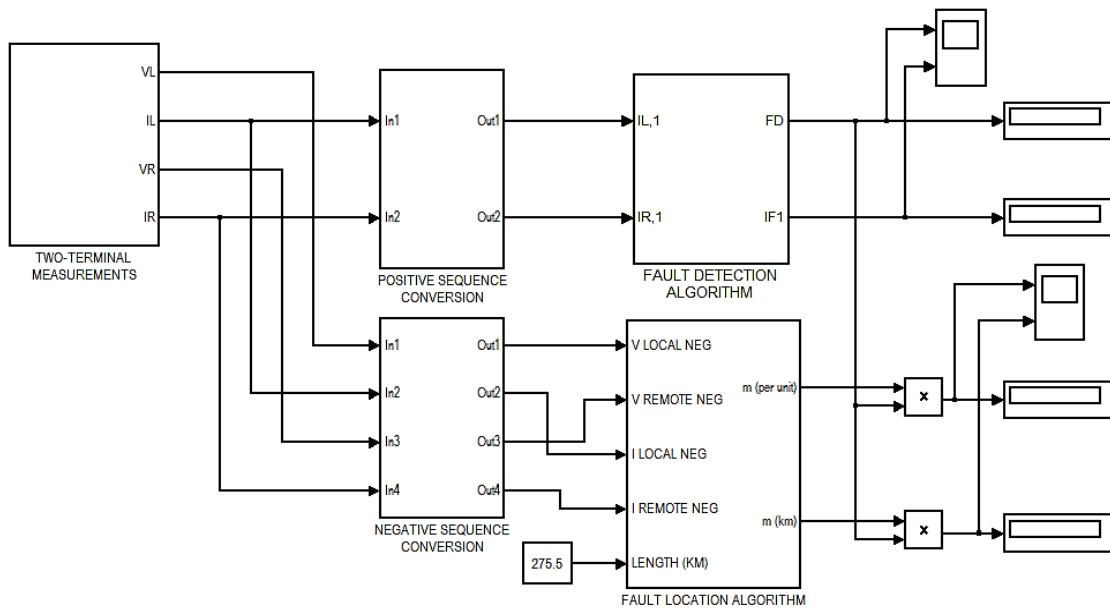 VL
IL
VR
IR
TWO-TERMINAL
MEASUREMENTS
In1
In2
Out1
Out2
POSITIVE SEQUENCE
CONVERSION
IL,1
IR,1
FD
IF1
FAULT DETECTION
ALGORITHM
In1
In2
In3
In4
Out1
Out2
Out3
Out4
NEGATIVE SEQUENCE
CONVERSION
275.5
V LOCAL NEG
V REMOTE NEG
I LOCAL NEG
I REMOTE NEG
LENGTH (KM)
m (per unit)
m (km)
FAULT LOCATION ALGORITHM
×
×